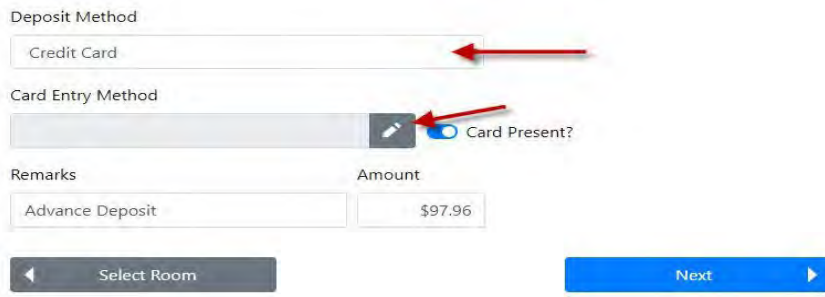 Deposit Method
Credit Card
Card Entry Method
Card Present?
Remarks Amount
Advance Deposit $97.96
Select Room Next